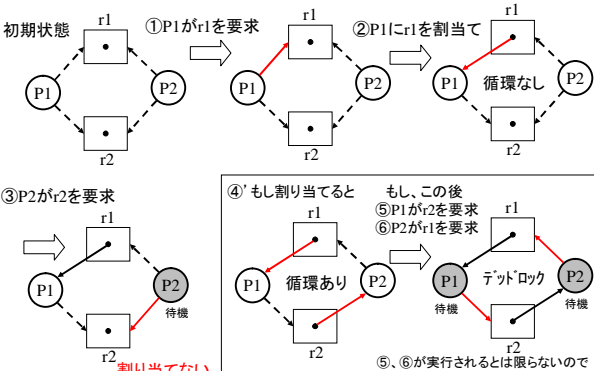 初期状態
r1
P1
P2
r2
①P1がr1を要求
r1
P1
P2
r2
②P1にr1を割当て
r1
P1
循環なし
P2
r2
③P2がr2を要求
r1
P1
P2
待機
r2
割り当てない
④'もし割り当てると
r1
P1
循環あり
P2
r2
もし、この後
⑤P1がr2を要求
⑥P2がr1を要求
r1
P1
デッドロック
P2
待機
待機
r2
⑤、⑥が実行されるとは限らないので